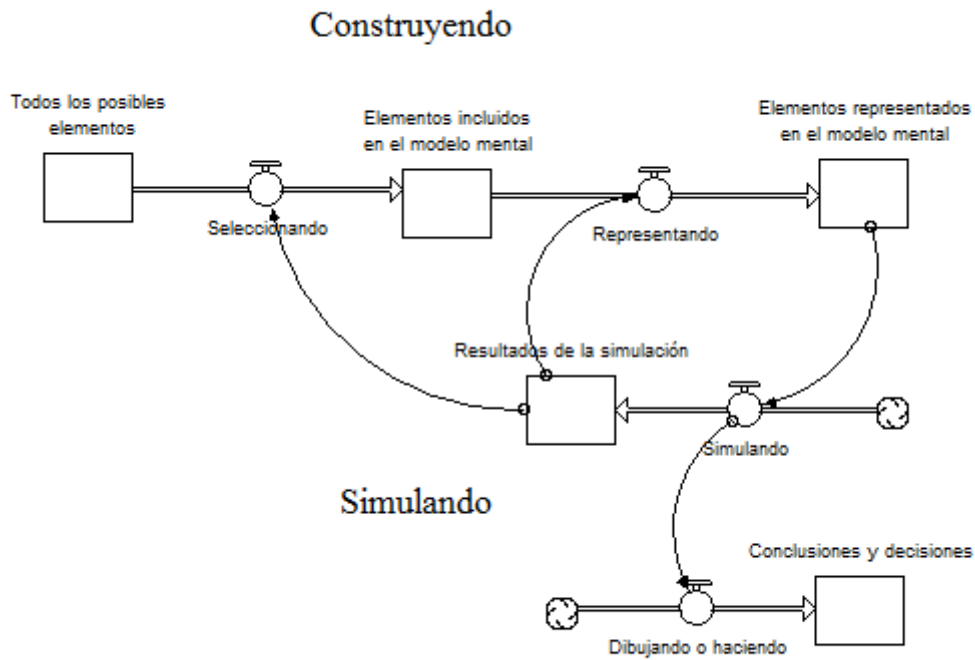 Construyendo
Todos los posibles
elementos
Elementos incluidos
en el modelo mental
Elementos representados
en el modelo mental
Seleccionando
Representando
Resultados de la simulación
Simulando
Simulando
Conclusiones y decisiones
Dibujando o haciendo